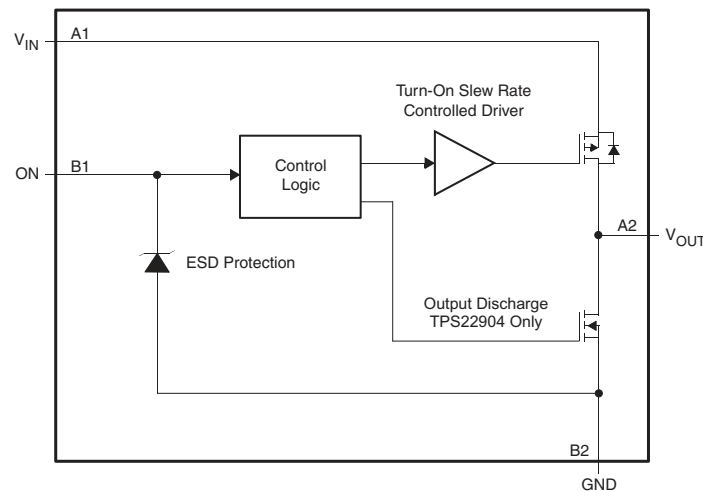 V_IN
A1
Turn-On Slew Rate
Controlled Driver
ON
B1
Control
Logic
A2
V_OUT
ESD Protection
Output Discharge
TPS22904 Only
B2
GND